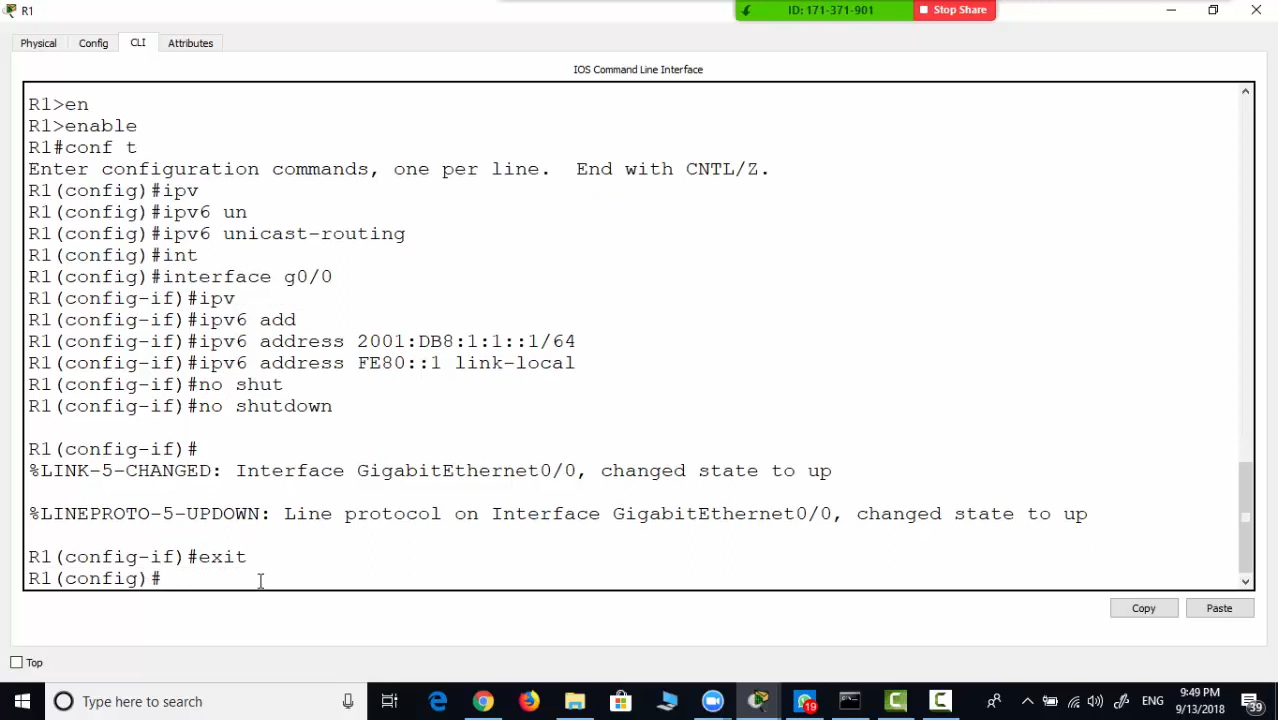 R1
ID: 171-371-901
Stop Share
Physical
Config
CLI
Attributes
IOS Command Line Interface
R1>en
R1>enable
R1#conf t
Enter configuration commands, one per line.  End with CNTL/Z.
R1(config)#ipv
R1(config)#ipv6 un
R1(config)#ipv6 unicast-routing
R1(config)#int
R1(config)#interface g0/0
R1(config-if)#ipv
R1(config-if)#ipv6 add
R1(config-if)#ipv6 address 2001:DB8:1:1::1/64
R1(config-if)#ipv6 address FE80::1 link-local
R1(config-if)#no shut
R1(config-if)#no shutdown
R1(config-if)#
%LINK-5-CHANGED: Interface GigabitEthernet0/0, changed state to up
%LINEPROTO-5-UPDOWN: Line protocol on Interface GigabitEthernet0/0, changed state to up
R1(config-if)#exit
R1(config)#
Copy
Paste
Top
Type here to search
19
ENG
9:49 PM
9/13/2018
39